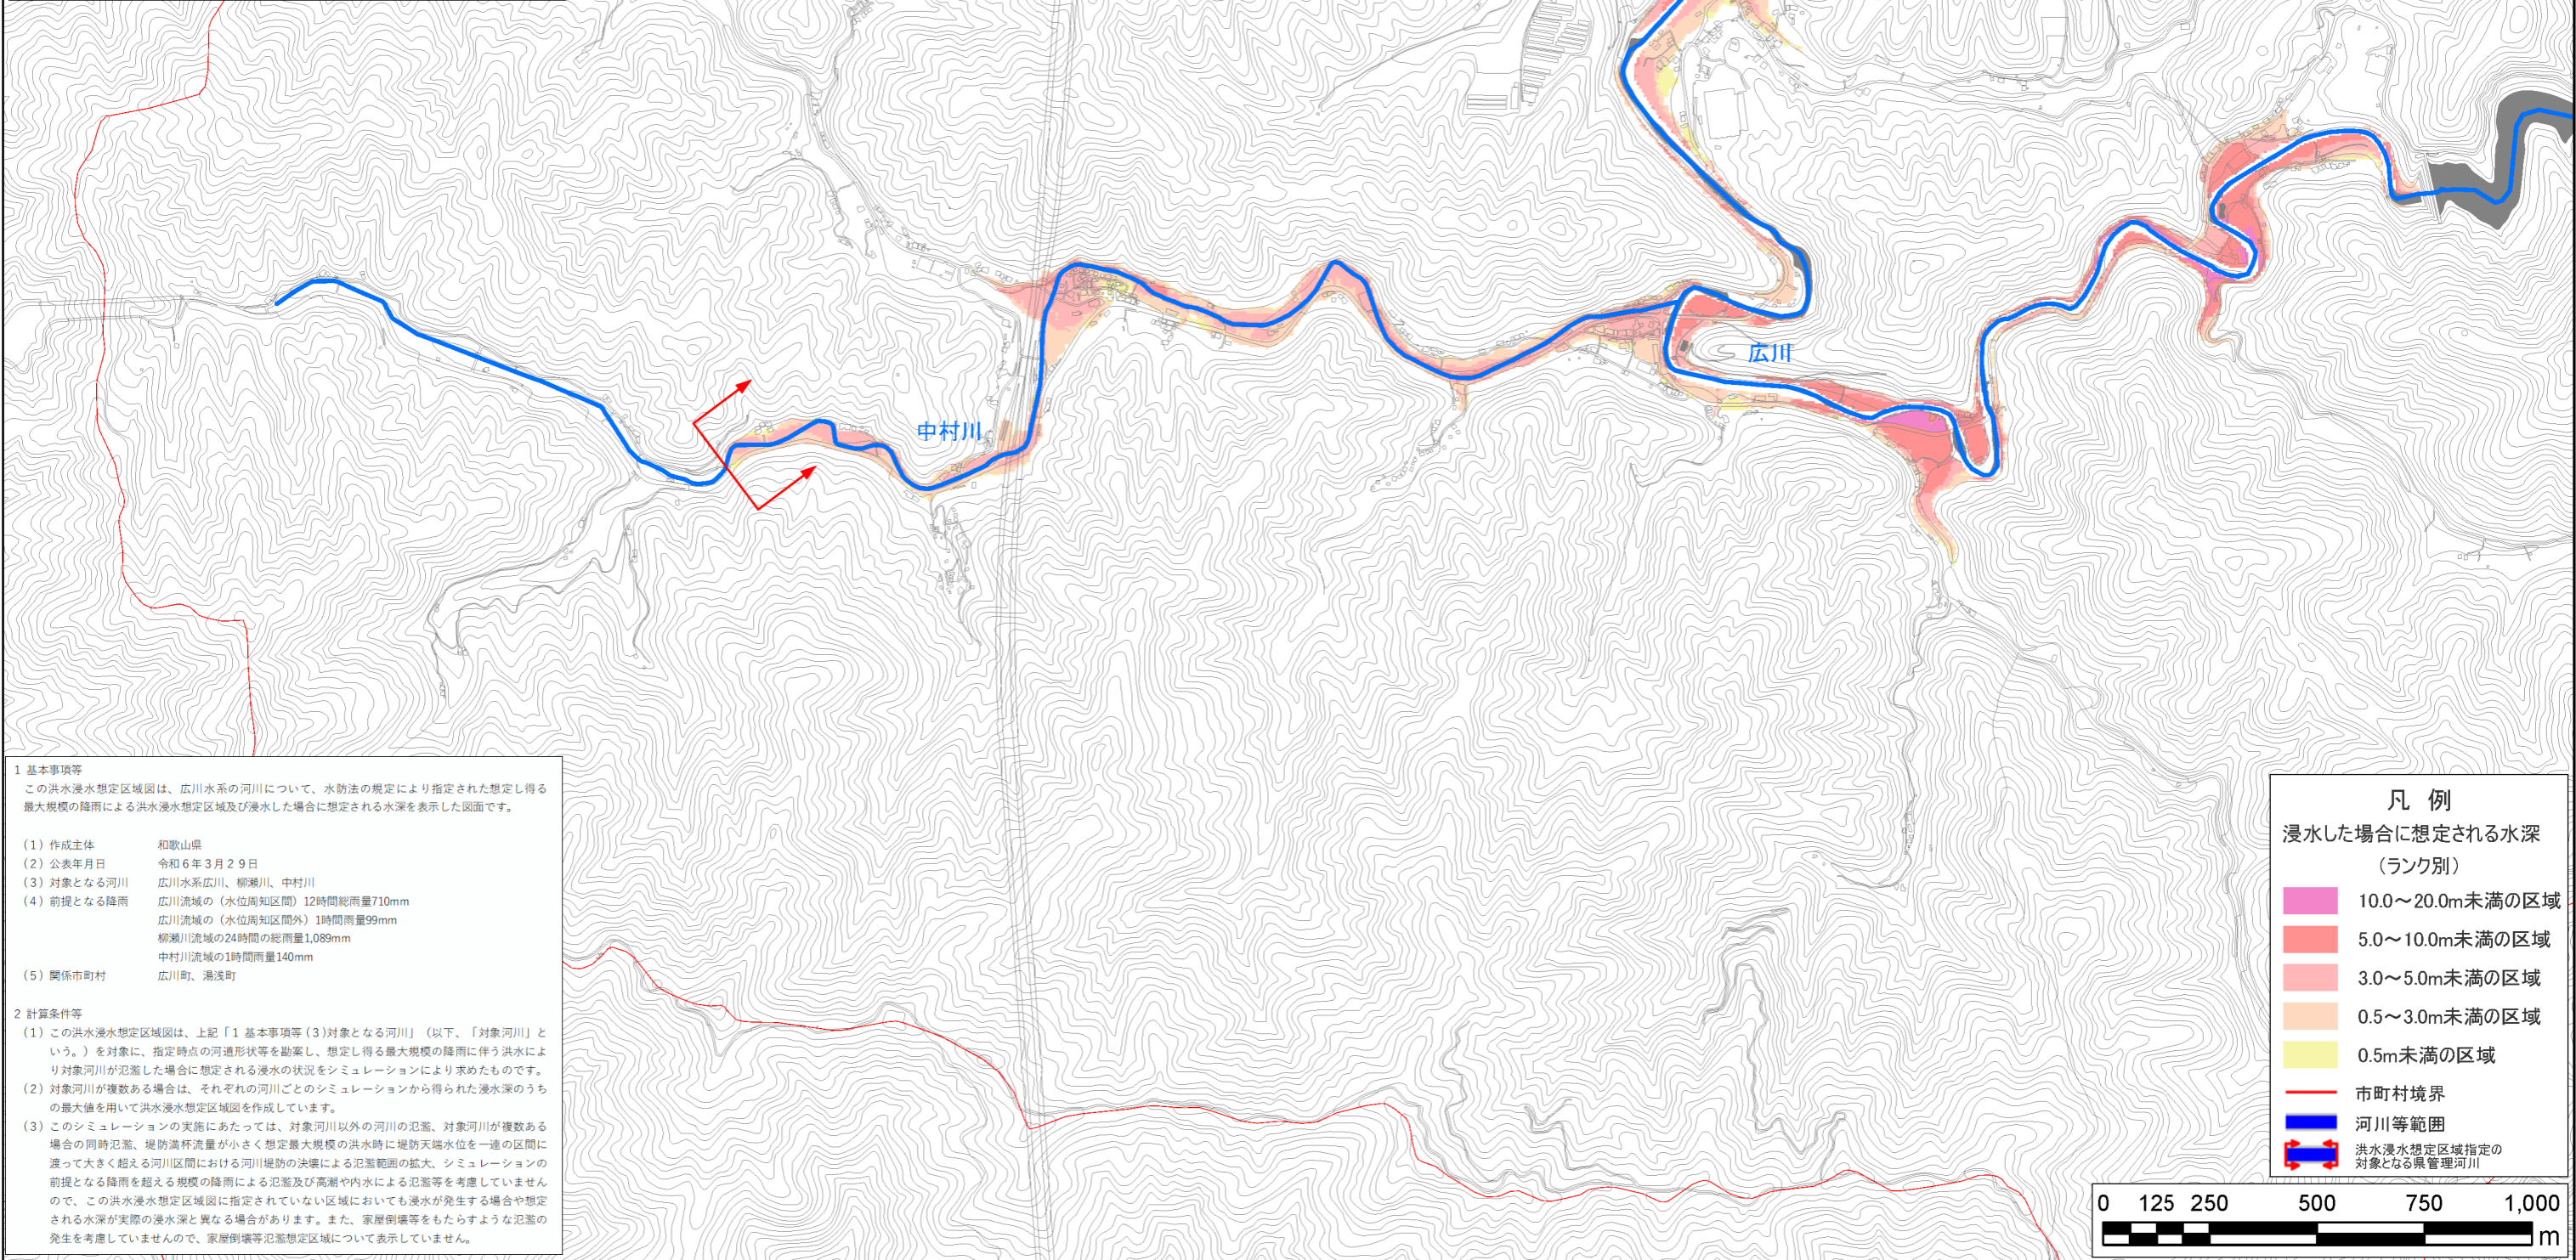 中村川
広川
1 基本事項等
この洪水浸水想定区域図は、広川水系の河川について、水防法の規定により指定された想定し得る
最大規模の降雨による洪水浸水想定区域及び浸水した場合に想定される水深を表示した図面です。
(1) 作成主体 和歌山県
(2) 公表年月日 令和6年3月29日
(3) 対象となる河川 広川水系広川、柳瀬川、中村川
(4) 前提となる降雨 広川流域の（水位周知区間）12時間総雨量710mm
広川流域の（水位周知区間外）1時間雨量99mm
柳瀬川流域の24時間の総雨量1,089mm
中村川流域の1時間雨量140mm
(5) 関係市町村 広川町、湯浅町
2 計算条件等
(1) この洪水浸水想定区域図は、上記「1 基本事項等(3)対象となる河川」（以下、「対象河川」と
いう。）を対象に、指定時点の河道形状等を勘案し、想定し得る最大規模の降雨に伴う洪水によ
り対象河川が氾濫した場合に想定される浸水の状況をシミュレーションにより求めたものです。
(2) 対象河川が複数ある場合は、それぞれの河川ごとのシミュレーションから得られた浸水深のうち
の最大値を用いて洪水浸水想定区域図を作成しています。
(3) このシミュレーションの実施にあたっては、対象河川以外の河川の氾濫、対象河川が複数ある
場合の同時氾濫、堤防満杯流量が小さく想定最大規模の洪水時に堤防天端水位を一連の区間に
渡って大きく超える河川区間における河川堤防の決壊による氾濫範囲の拡大、シミュレーションの
前提となる降雨を超える規模の降雨による氾濫及び高潮や内水による氾濫等を考慮していません
ので、この洪水浸水想定区域図に指定されていない区域においても浸水が発生する場合や想定
される水深が実際の浸水深と異なる場合があります。また、家屋倒壊等をもたらすような氾濫の
発生を考慮していませんので、家屋倒壊等氾濫想定区域について表示していません。
凡 例
浸水した場合に想定される水深
（ランク別）
10.0～20.0m未満の区域
5.0～10.0m未満の区域
3.0～5.0m未満の区域
0.5～3.0m未満の区域
0.5m未満の区域
市町村境界
河川等範囲
洪水浸水想定区域指定の
対象となる県管理河川
0 125 250 500 750 1,000
m